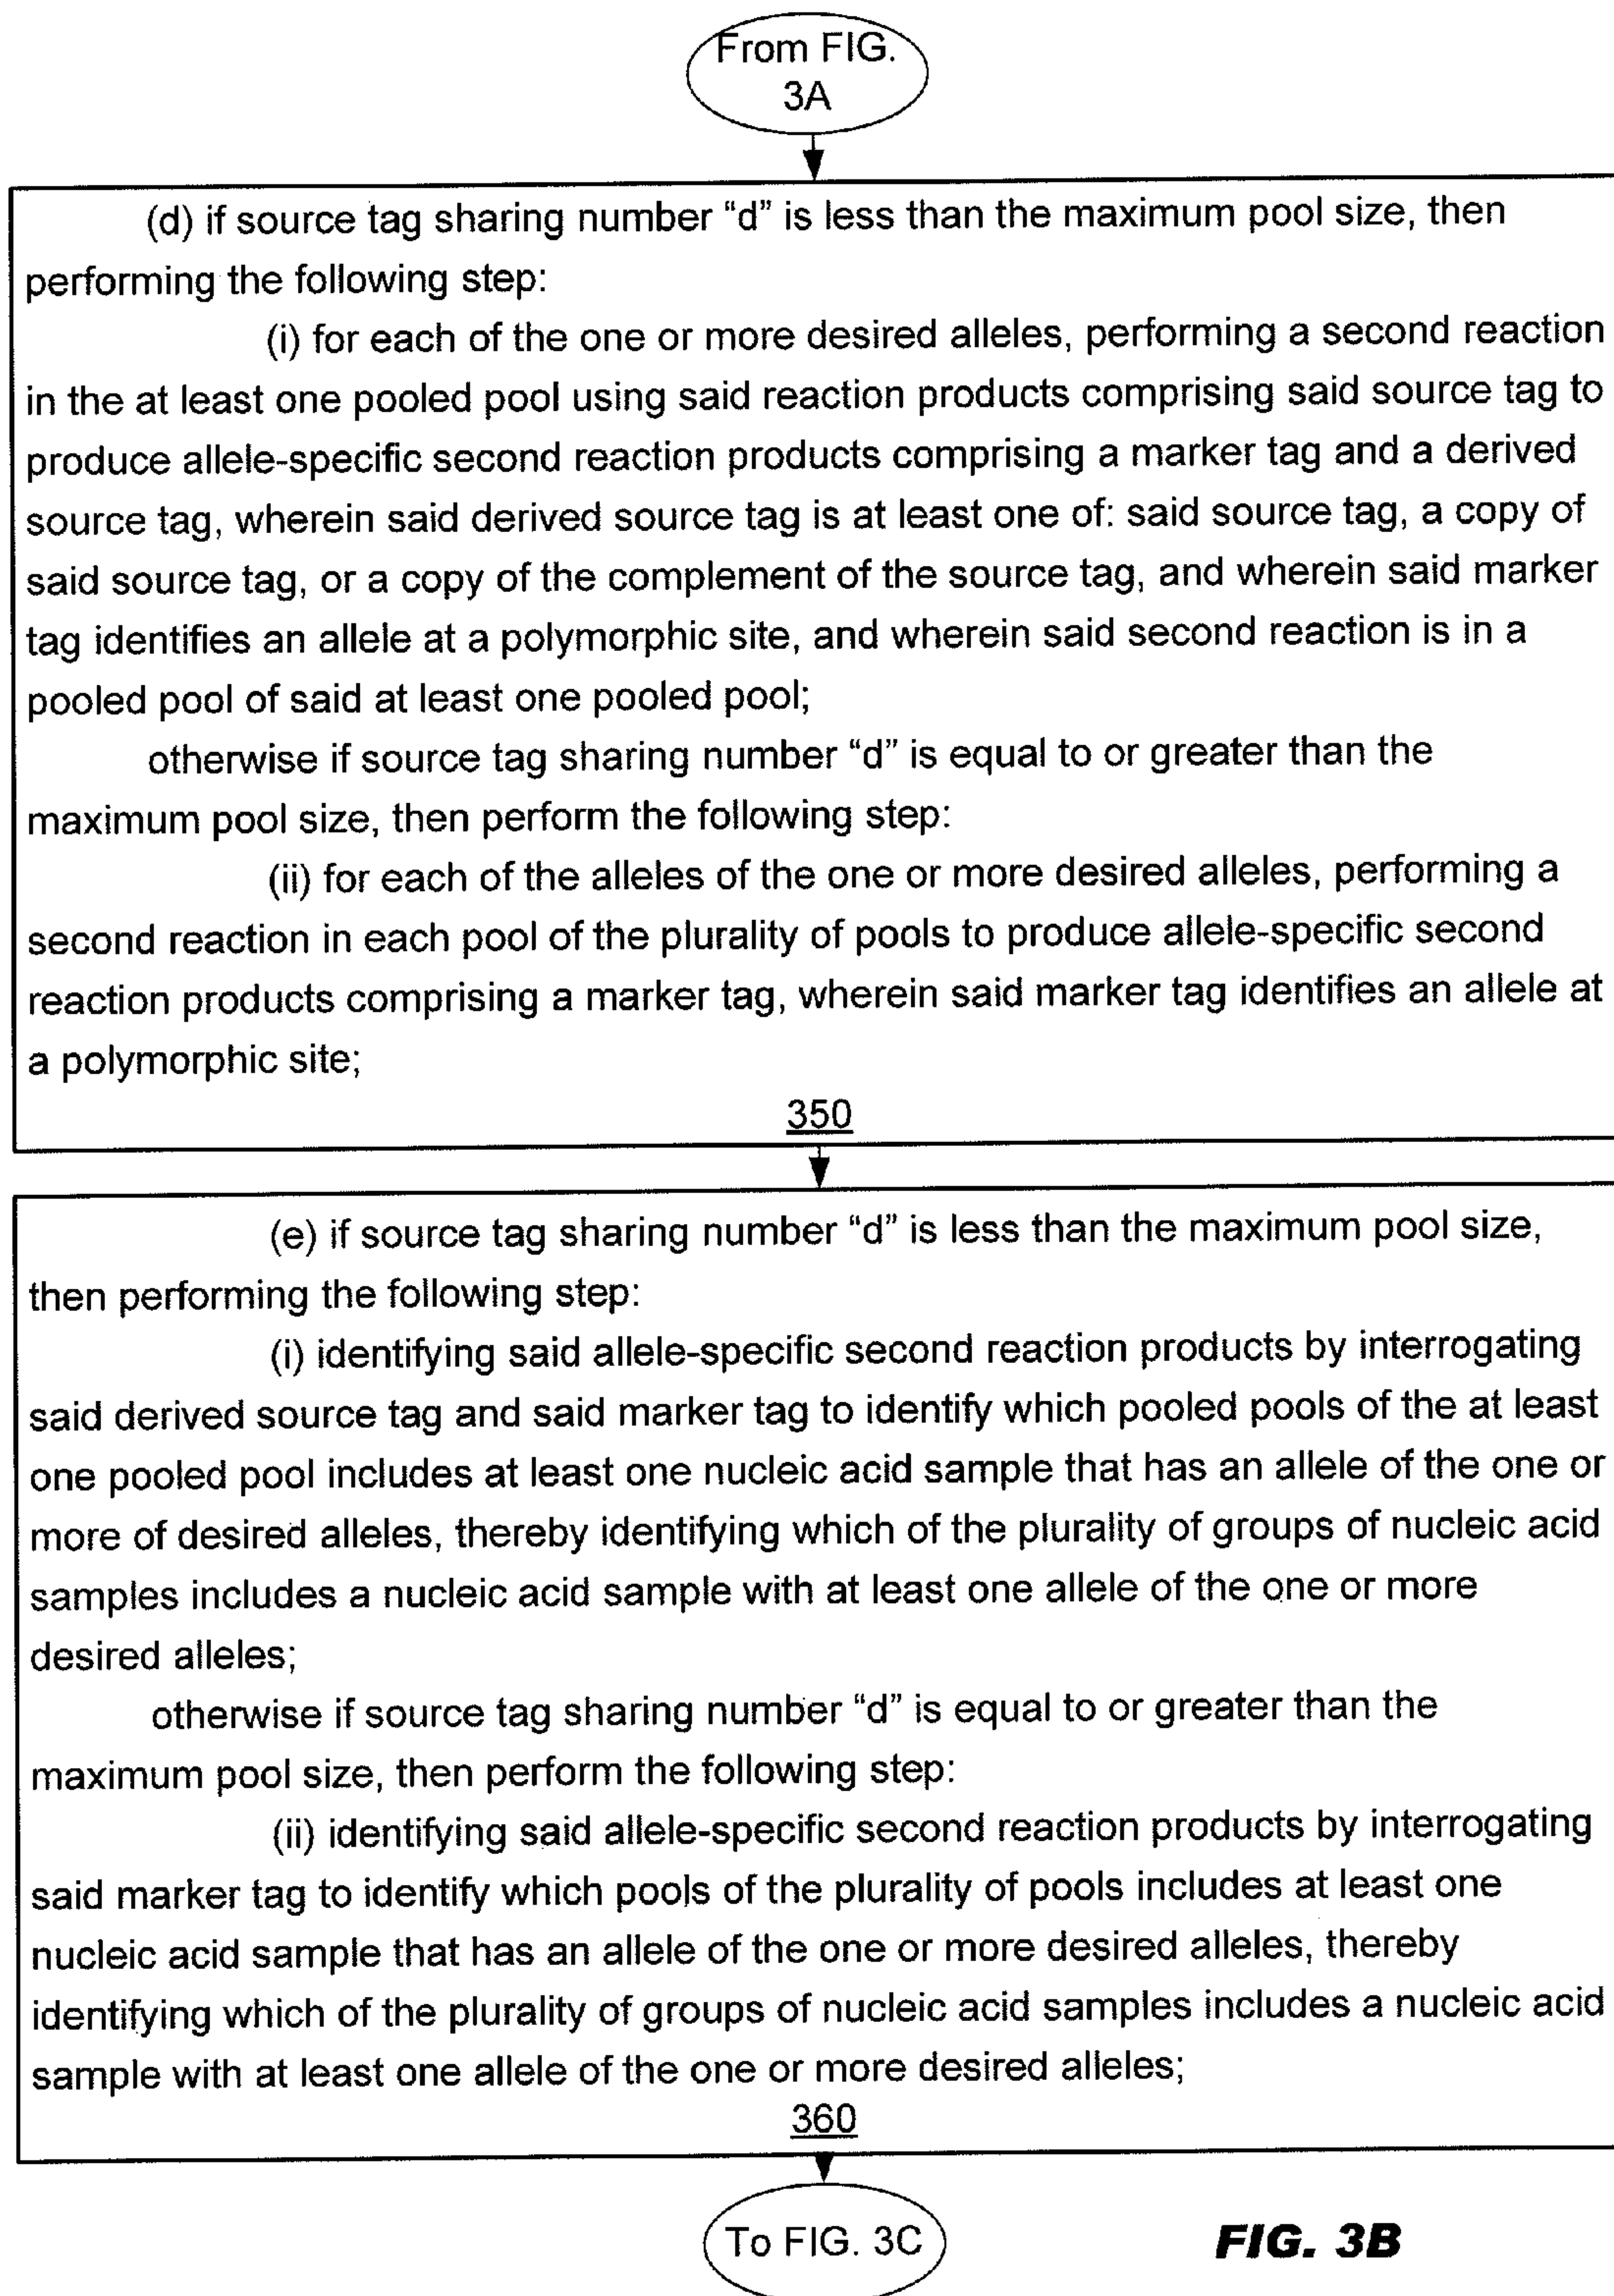 From FIG.
3A
(d) if source tag sharing number “d” is less than the maximum pool size, then
performing the following step:
(i) for each of the one or more desired alleles, performing a second reaction
in the at least one pooled pool using said reaction products comprising said source tag to
produce allele-specific second reaction products comprising a marker tag and a derived
source tag, wherein said derived source tag is at least one of: said source tag, a copy of
said source tag, or a copy of the complement of the source tag, and wherein said marker
tag identifies an allele at a polymorphic site, and wherein said second reaction is in a
pooled pool of said at least one pooled pool;
otherwise if source tag sharing number “d” is equal to or greater than the
maximum pool size, then perform the following step:
(ii) for each of the alleles of the one or more desired alleles, performing a
second reaction in each pool of the plurality of pools to produce allele-specific second
reaction products comprising a marker tag, wherein said marker tag identifies an allele at
a polymorphic site;
350
(e) if source tag sharing number “d” is less than the maximum pool size,
then performing the following step:
(i) identifying said allele-specific second reaction products by interrogating
said derived source tag and said marker tag to identify which pooled pools of the at least
one pooled pool includes at least one nucleic acid sample that has an allele of the one or
more of desired alleles, thereby identifying which of the plurality of groups of nucleic acid
samples includes a nucleic acid sample with at least one allele of the one or more
desired alleles;
otherwise if source tag sharing number “d” is equal to or greater than the
maximum pool size, then perform the following step:
(ii) identifying said allele-specific second reaction products by interrogating
said marker tag to identify which pools of the plurality of pools includes at least one
nucleic acid sample that has an allele of the one or more desired alleles, thereby
identifying which of the plurality of groups of nucleic acid samples includes a nucleic acid
sample with at least one allele of the one or more desired alleles;
360
To FIG. 3C
FIG. 3B